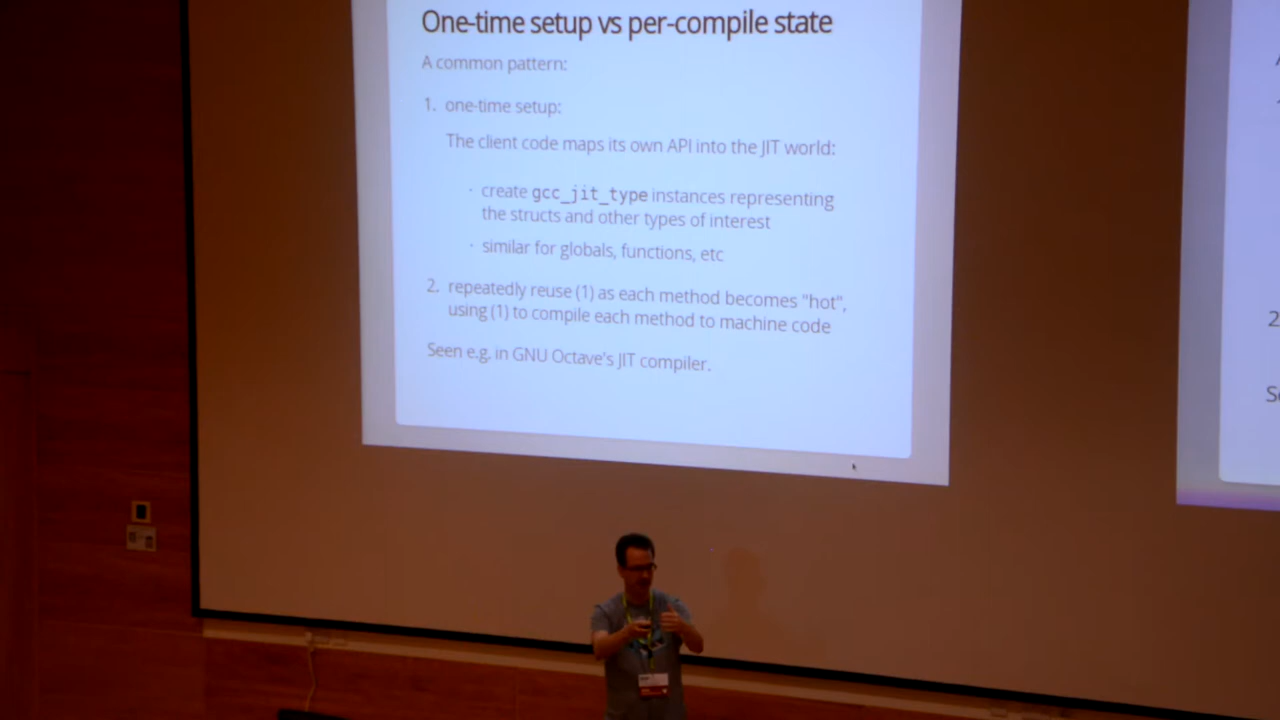 One-time setup vs per-compile state
A common pattern:
1. one-time setup:
The client code maps its own API into the JIT world:
· create gcc_jit_type instances representing
the structs and other types of interest
· similar for globals, functions, etc
2. repeatedly reuse (1) as each method becomes "hot",
using (1) to compile each method to machine code
Seen e.g. in GNU Octave's JIT compiler.
2